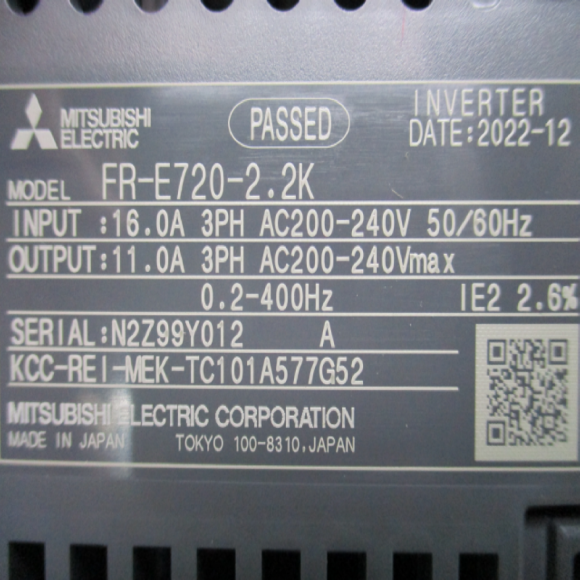 MITSUBISHI ELECTRIC
PASSED
INVERTER
DATE:2022-12
MODEL FR-E720-2.2K
INPUT :16.0A 3PH AC200-240V 50/60Hz
OUTPUT:11.0A 3PH AC200-240Vmax
0.2-400Hz IE2 2.6%
SERIAL:N2Z99Y012 A
KCC-REI-MEK-TC101A577G52
MITSUBISHI ELECTRIC CORPORATION
MADE IN JAPAN TOKYO 100-8310,JAPAN